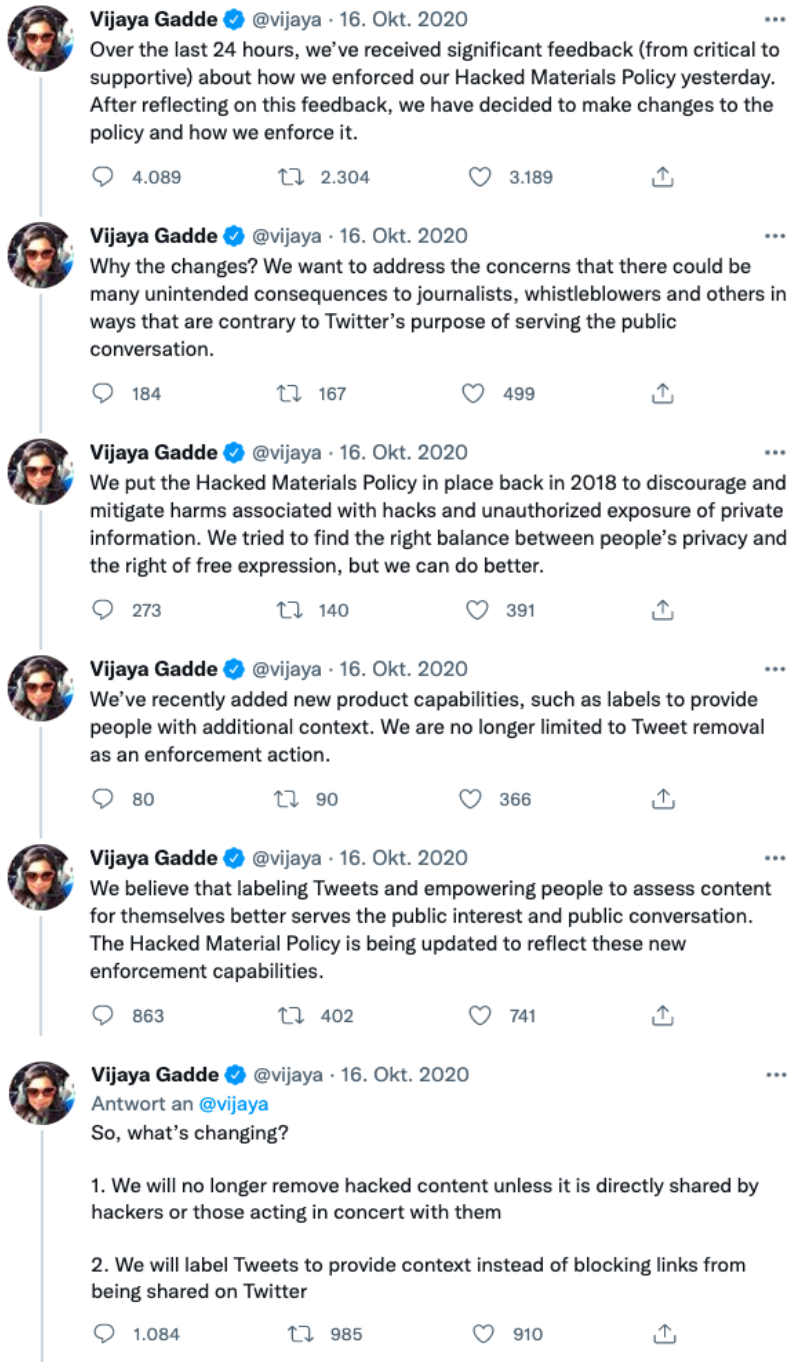 Vijaya Gadde @vijaya · 16. Okt. 2020
Over the last 24 hours, we’ve received significant feedback (from critical to
supportive) about how we enforced our Hacked Materials Policy yesterday.
After reflecting on this feedback, we have decided to make changes to the
policy and how we enforce it.
4.089 2.304 3.189
Vijaya Gadde @vijaya · 16. Okt. 2020
Why the changes? We want to address the concerns that there could be
many unintended consequences to journalists, whistleblowers and others in
ways that are contrary to Twitter’s purpose of serving the public
conversation.
184 167 499
Vijaya Gadde @vijaya · 16. Okt. 2020
We put the Hacked Materials Policy in place back in 2018 to discourage and
mitigate harms associated with hacks and unauthorized exposure of private
information. We tried to find the right balance between people’s privacy and
the right of free expression, but we can do better.
273 140 391
Vijaya Gadde @vijaya · 16. Okt. 2020
We’ve recently added new product capabilities, such as labels to provide
people with additional context. We are no longer limited to Tweet removal
as an enforcement action.
80 90 366
Vijaya Gadde @vijaya · 16. Okt. 2020
We believe that labeling Tweets and empowering people to assess content
for themselves better serves the public interest and public conversation.
The Hacked Material Policy is being updated to reflect these new
enforcement capabilities.
863 402 741
Vijaya Gadde @vijaya · 16. Okt. 2020
Antwort an @vijaya
So, what’s changing?
1. We will no longer remove hacked content unless it is directly shared by
hackers or those acting in concert with them
2. We will label Tweets to provide context instead of blocking links from
being shared on Twitter
1.084 985 910